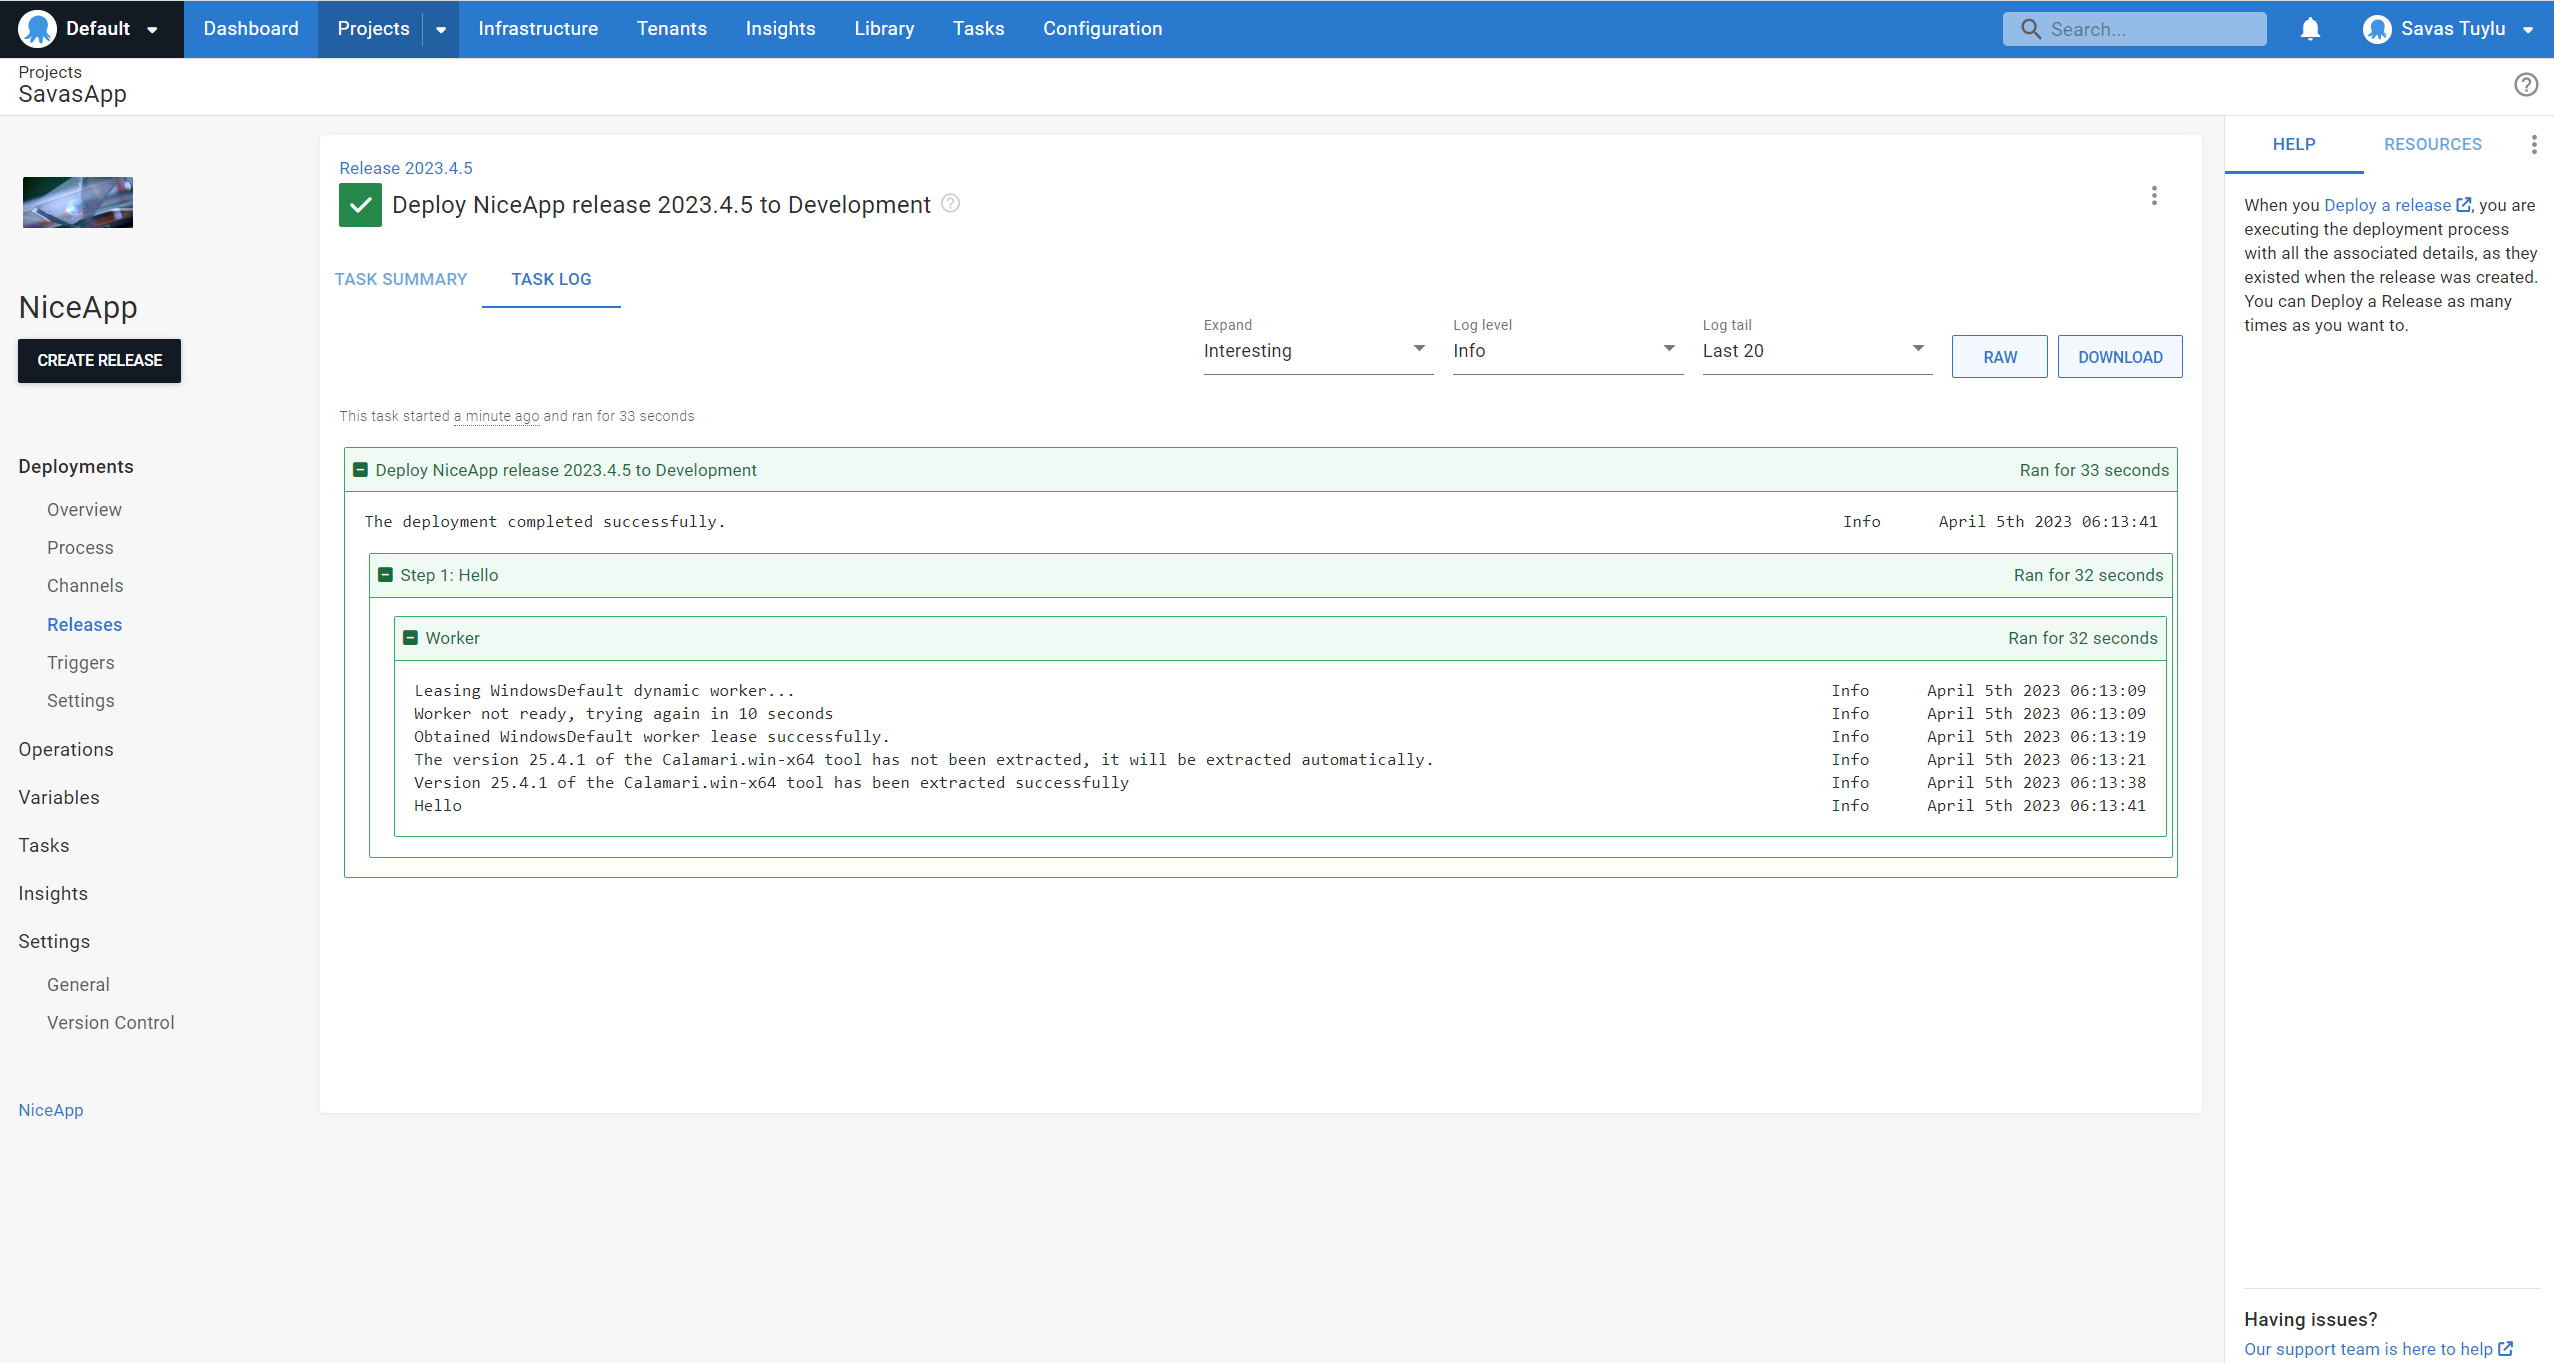 Default
Dashboard
Projects
Infrastructure
Tenants
Insights
Library
Tasks
Configuration
Search...
Savas Tuylu
Projects
SavasApp
NiceApp
CREATE RELEASE
Deployments
Overview
Process
Channels
Releases
Triggers
Settings
Operations
Variables
Tasks
Insights
Settings
General
Version Control
NiceApp
Release 2023.4.5
Deploy NiceApp release 2023.4.5 to Development
TASK SUMMARY
TASK LOG
Expand
Interesting
Log level
Info
Log tail
Last 20
RAW
DOWNLOAD
This task started a minute ago and ran for 33 seconds
Deploy NiceApp release 2023.4.5 to Development Ran for 33 seconds
The deployment completed successfully. Info April 5th 2023 06:13:41
Step 1: Hello Ran for 32 seconds
Worker Ran for 32 seconds
Leasing WindowsDefault dynamic worker... Info April 5th 2023 06:13:09
Worker not ready, trying again in 10 seconds Info April 5th 2023 06:13:09
Obtained WindowsDefault worker lease successfully. Info April 5th 2023 06:13:19
The version 25.4.1 of the Calamari.win-x64 tool has not been extracted, it will be extracted automatically. Info April 5th 2023 06:13:21
Version 25.4.1 of the Calamari.win-x64 tool has been extracted successfully Info April 5th 2023 06:13:38
Hello Info April 5th 2023 06:13:41
HELP
RESOURCES
When you Deploy a release, you are
executing the deployment process
with all the associated details, as they
existed when the release was created.
You can Deploy a Release as many
times as you want to.
Having issues?
Our support team is here to help